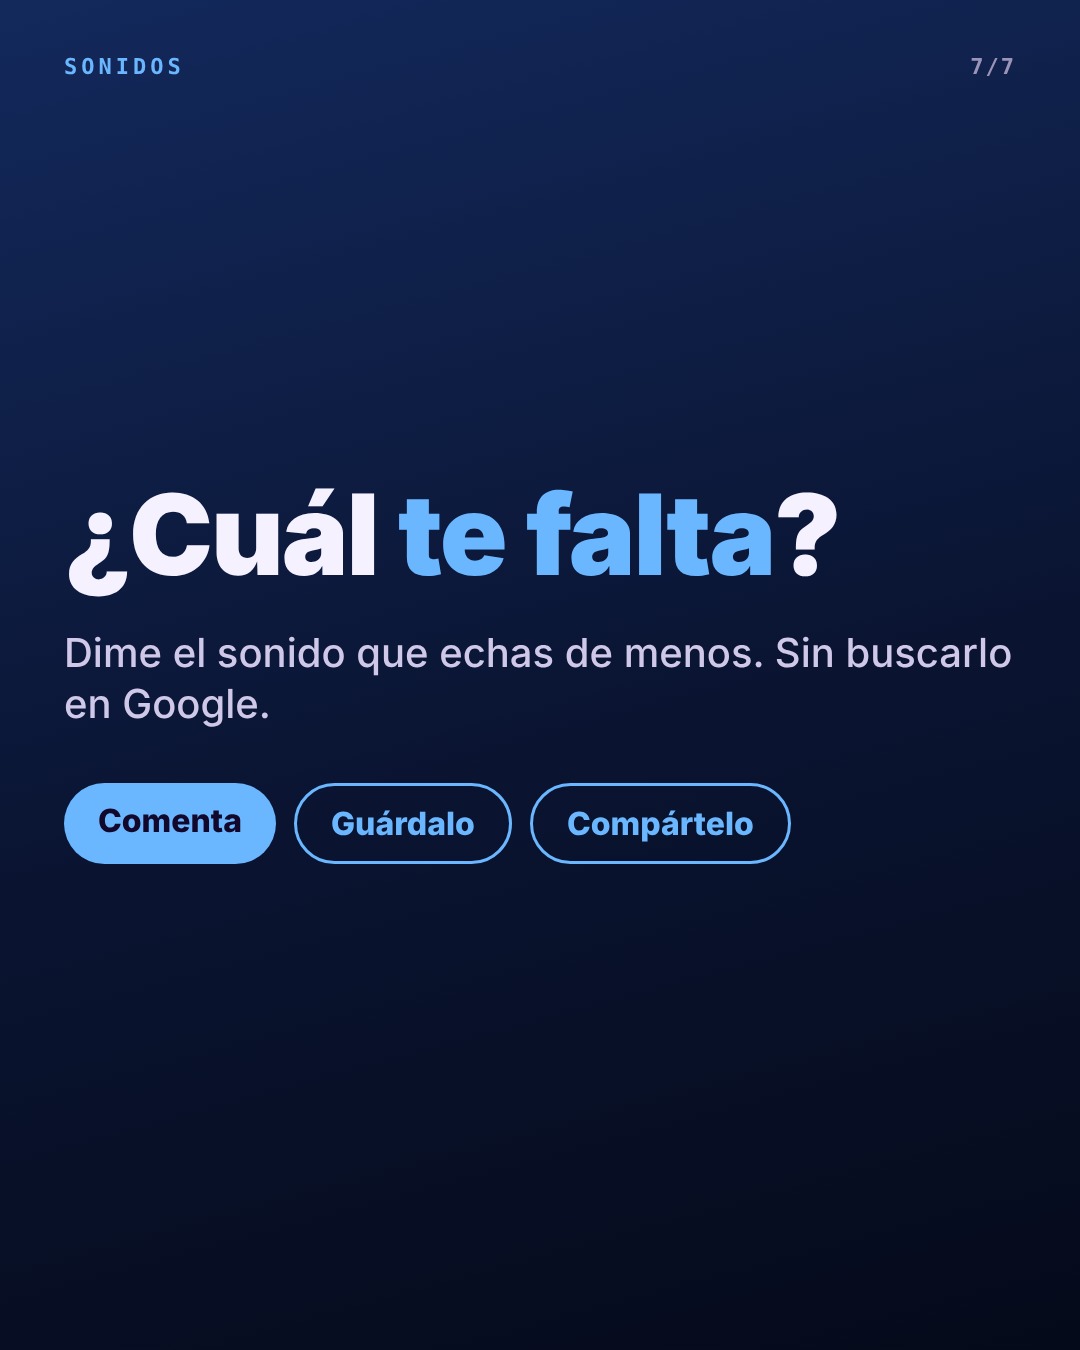 SONIDOS
7/7
¿Cuál te falta?
Dime el sonido que echas de menos. Sin buscarlo
en Google.
Comenta
Guárdalo
Compártelo